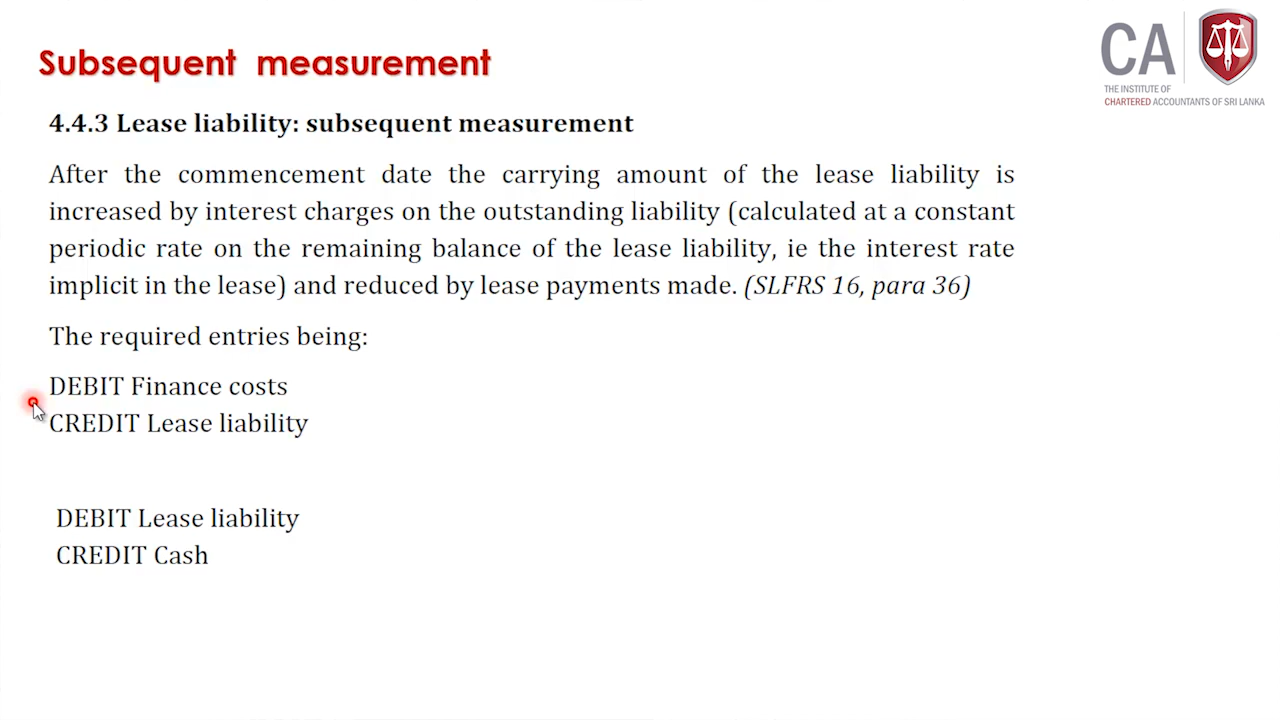 Subsequent measurement
CA
THE INSTITUTE OF
CHARTERED ACCOUNTANTS OF SRI LANKA
4.4.3 Lease liability: subsequent measurement
After the commencement date the carrying amount of the lease liability is
increased by interest charges on the outstanding liability (calculated at a constant
periodic rate on the remaining balance of the lease liability, ie the interest rate
implicit in the lease) and reduced by lease payments made. (SLFRS 16, para 36)
The required entries being:
DEBIT Finance costs
CREDIT Lease liability
DEBIT Lease liability
CREDIT Cash